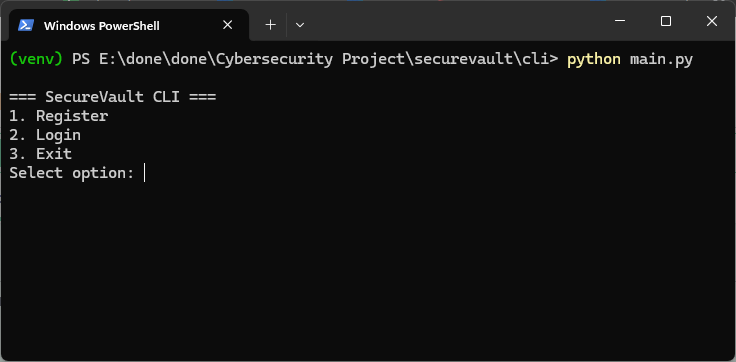 Windows PowerShell
(venv) PS E:\done\done\Cybersecurity Project\securevault\cli> python main.py
=== SecureVault CLI ===
1. Register
2. Login
3. Exit
Select option: